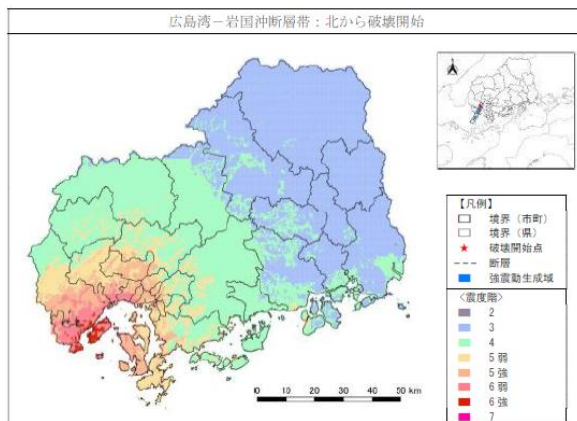 広島湾－岩国沖断層帯：北から破壊開始
【凡例】
境界（市町）
境界（県）
破壊開始点
断層
強震動生成域
<震度階>
2
3
4
5 弱
5 強
6 弱
6 強
7
0 10 20 30 40 50 km